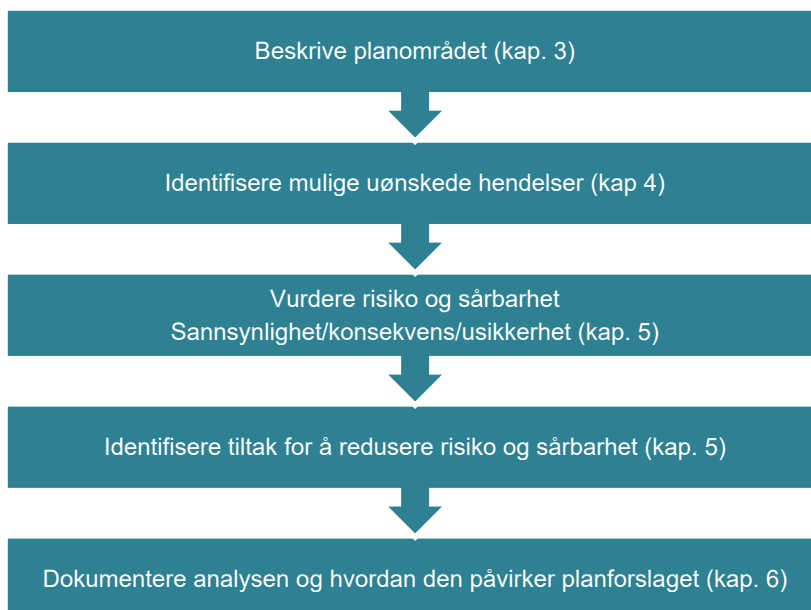 Beskrive planområdet (kap. 3)
Identifisere mulige uønskede hendelser (kap 4)
Vurdere risiko og sårbarhet
Sannsynlighet/konsekvens/usikkerhet (kap. 5)
Identifisere tiltak for å redusere risiko og sårbarhet (kap. 5)
Dokumentere analysen og hvordan den påvirker planforslaget (kap. 6)